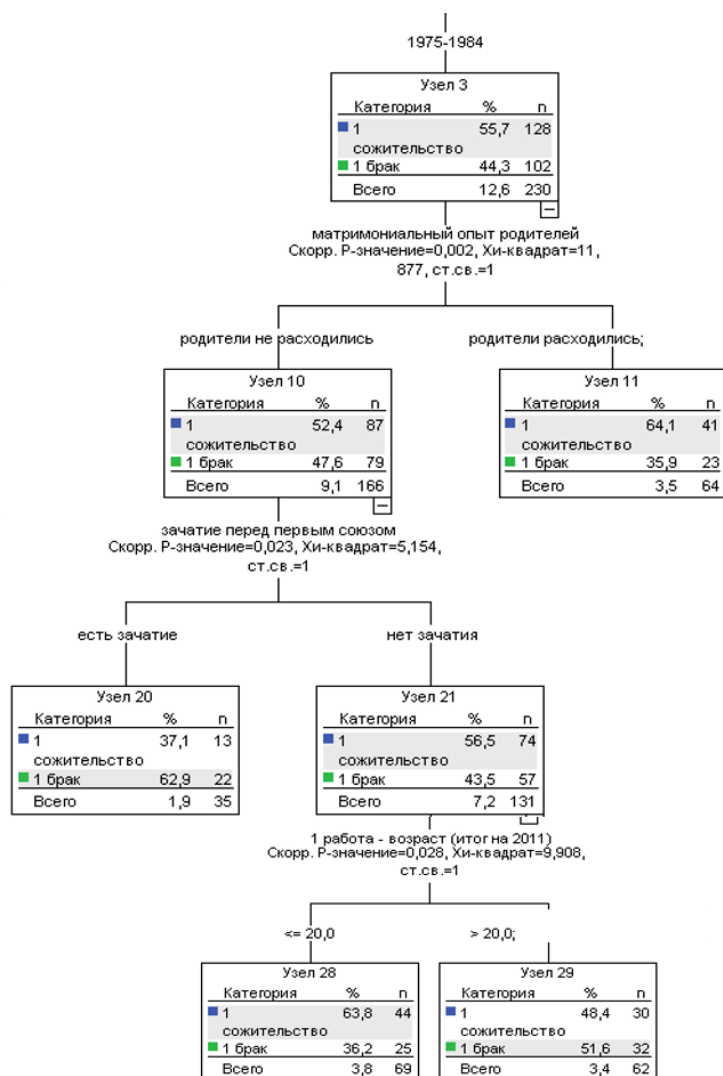 1975-1984
Узел 3
Категория % n
1 55,7 128
сожительство
1 брак 44,3 102
Всего 12,6 230
матримониальный опыт родителей
Скорр. P-значение=0,002, Хи-квадрат=11,
877, ст.св.=1
родители не расходились
родители расходились;
Узел 10
Категория % n
1 52,4 87
сожительство
1 брак 47,6 79
Всего 9,1 166
Узел 11
Категория % n
1 64,1 41
сожительство
1 брак 35,9 23
Всего 3,5 64
зачатие перед первым союзом
Скорр. P-значение=0,023, Хи-квадрат=5,154,
ст.св.=1
есть зачатие
нет зачатия
Узел 20
Категория % n
1 37,1 13
сожительство
1 брак 62,9 22
Всего 1,9 35
Узел 21
Категория % n
1 56,5 74
сожительство
1 брак 43,5 57
Всего 7,2 131
1 работа - возраст (итог на 2011)
Скорр. P-значение=0,028, Хи-квадрат=9,908,
ст.св.=1
<= 20,0
> 20,0;
Узел 28
Категория % n
1 63,8 44
сожительство
1 брак 36,2 25
Всего 3,8 69
Узел 29
Категория % n
1 48,4 30
сожительство
1 брак 51,6 32
Всего 3,4 62